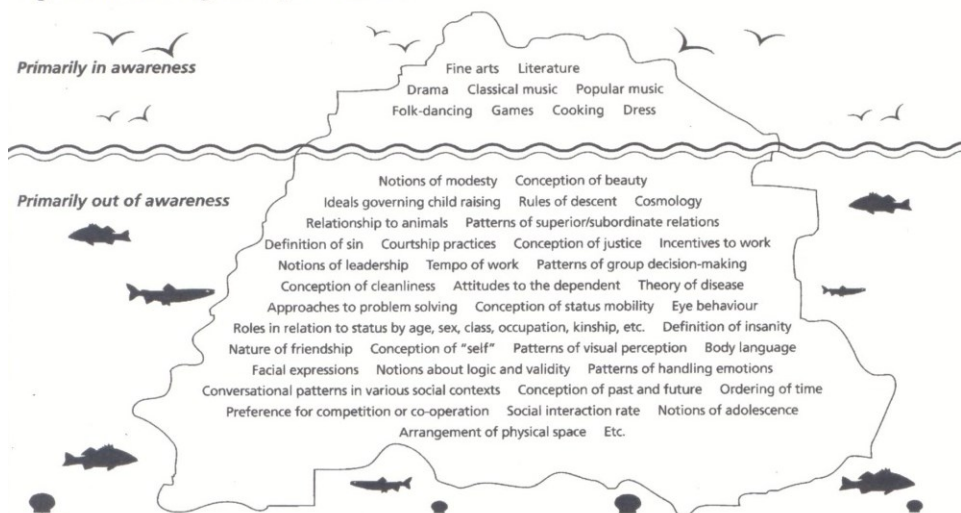 Primarily in awareness
Fine arts Literature
Drama Classical music Popular music
Folk-dancing Games Cooking Dress
Primarily out of awareness
Notions of modesty Conception of beauty
Ideals governing child raising Rules of descent Cosmology
Relationship to animals Patterns of superior/subordinate relations
Definition of sin Courtship practices Conception of justice Incentives to work
Notions of leadership Tempo of work Patterns of group decision-making
Conception of cleanliness Attitudes to the dependent Theory of disease
Approaches to problem solving Conception of status mobility Eye behaviour
Roles in relation to status by age, sex, class, occupation, kinship, etc. Definition of insanity
Nature of friendship Conception of “self” Patterns of visual perception Body language
Facial expressions Notions about logic and validity Patterns of handling emotions
Conversational patterns in various social contexts Conception of past and future Ordering of time
Preference for competition or co-operation Social interaction rate Notions of adolescence
Arrangement of physical space Etc.